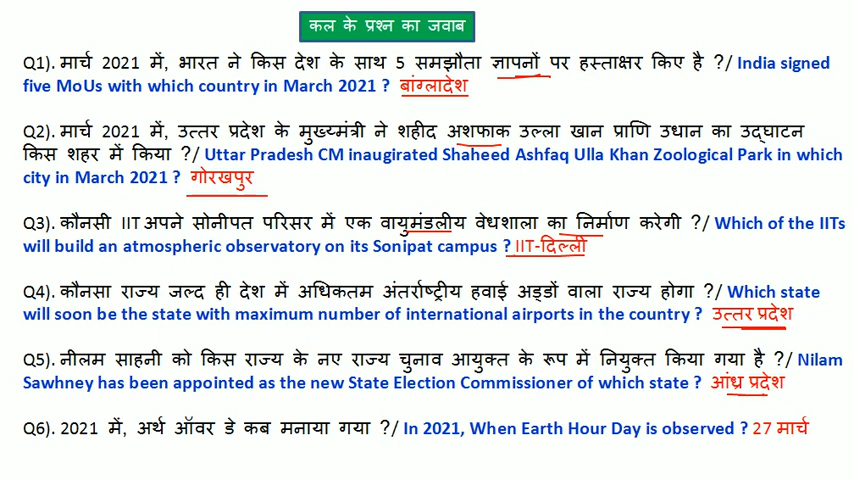 कल के प्रश्न का जवाब
Q1). मार्च 2021 में, भारत ने किस देश के साथ 5 समझौता ज्ञापनों पर हस्ताक्षर किए है ?/ India signed
five MoUs with which country in March 2021 ? बांग्लादेश
Q2). मार्च 2021 में, उत्तर प्रदेश के मुख्यमंत्री ने शहीद अशफाक उल्ला खान प्राणि उधान का उद्घाटन
किस शहर में किया ?/ Uttar Pradesh CM inaugirated Shaheed Ashfaq Ulla Khan Zoological Park in which
city in March 2021 ? गोरखपुर
Q3). कौनसी IIT अपने सोनीपत परिसर में एक वायुमंडलीय वेधशाला का निर्माण करेगी ?/ Which of the IITs
will build an atmospheric observatory on its Sonipat campus ? IIT-दिल्ली
Q4). कौनसा राज्य जल्द ही देश में अधिकतम अंतर्राष्ट्रीय हवाई अड्डों वाला राज्य होगा ?/ Which state
will soon be the state with maximum number of international airports in the country ? उत्तर प्रदेश
Q5). नीलम साहनी को किस राज्य के नए राज्य चुनाव आयुक्त के रूप में नियुक्त किया गया है ?/ Nilam
Sawhney has been appointed as the new State Election Commissioner of which state ? आंध्र प्रदेश
Q6). 2021 में, अर्थ ऑवर डे कब मनाया गया ?/ In 2021, When Earth Hour Day is observed ? 27 मार्च